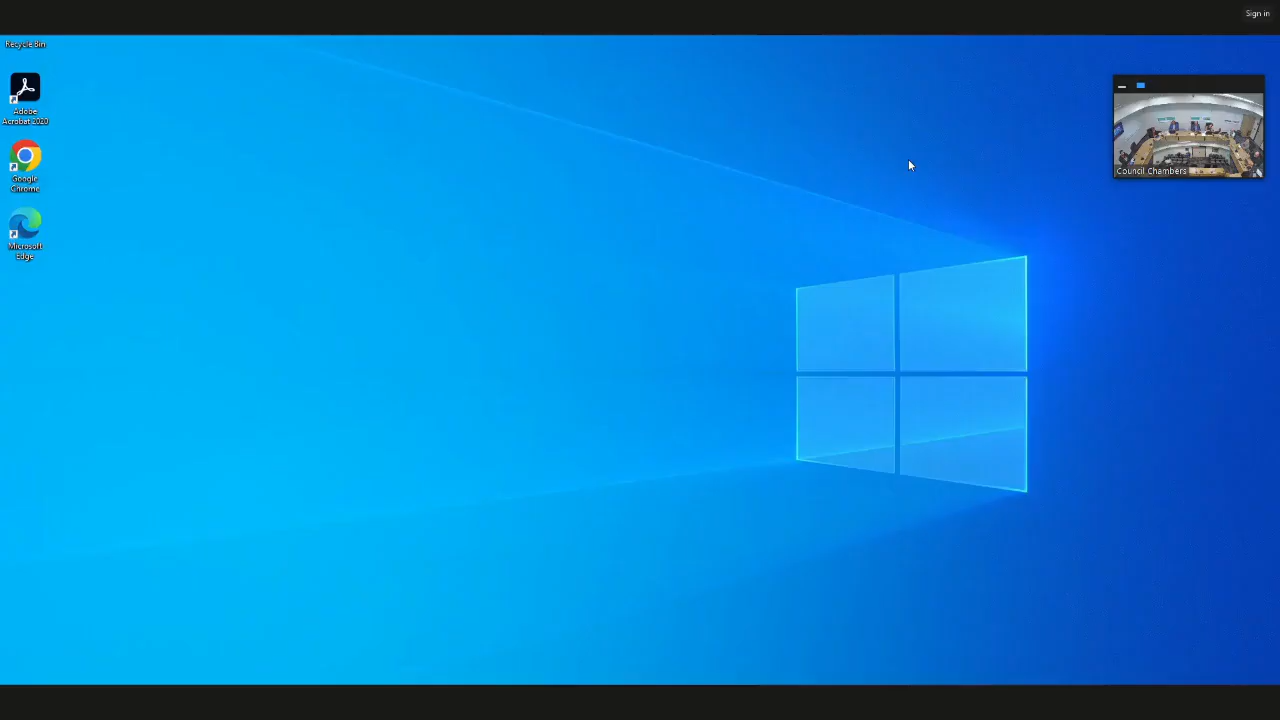 Sign in
Recycle Bin
Adobe
Acrobat 2020
Google
Chrome
Microsoft
Edge
Council Chambers